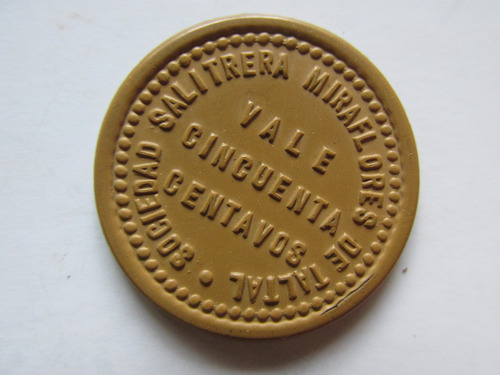 SOCIEDAD SALITRERA MIRAFLORES DE TALTAL
VALE
CINCUENTA
CENTAVOS